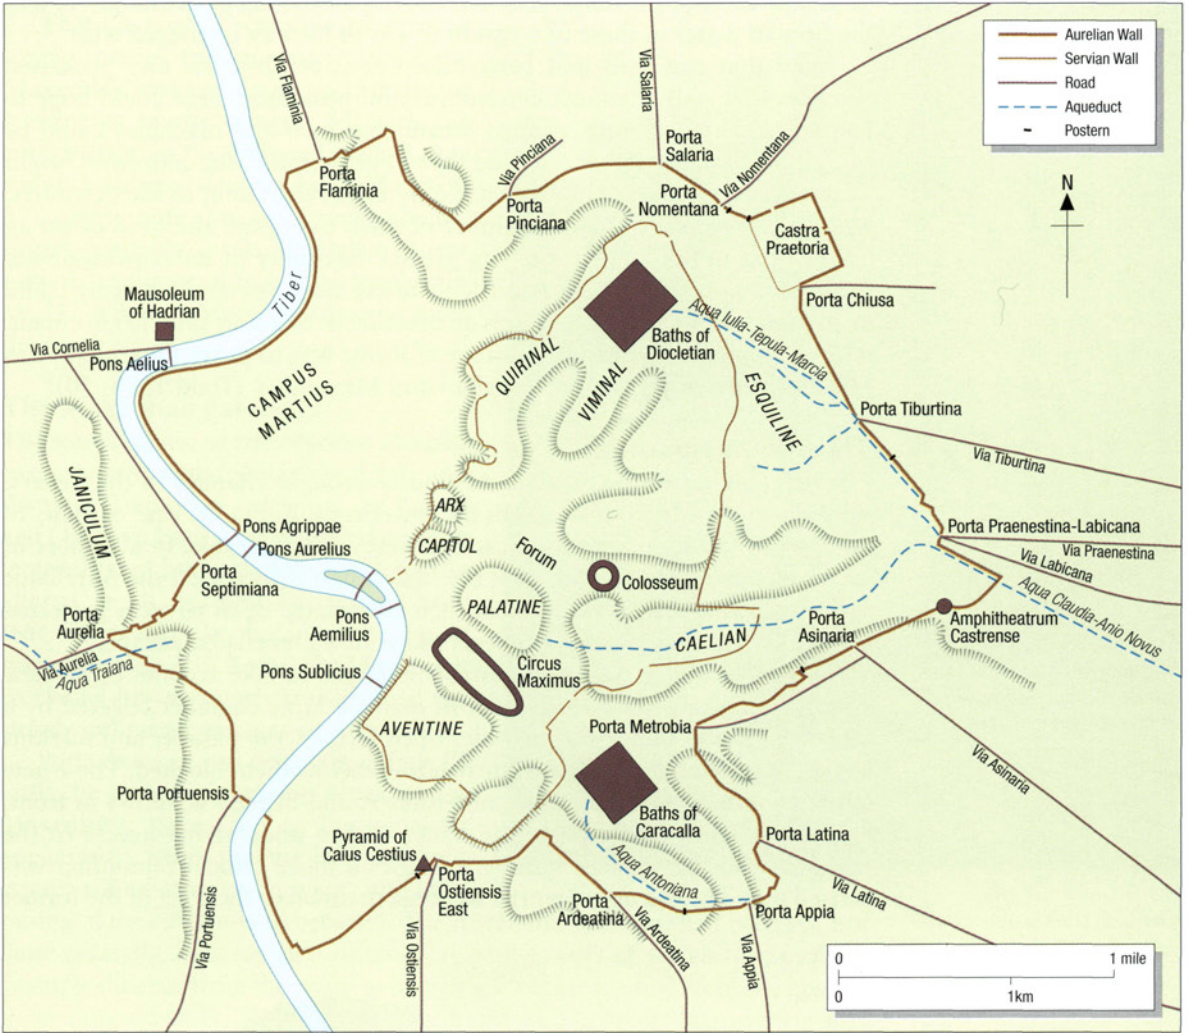 Aurelian Wall
Servian Wall
Road
Aqueduct
Postern
N
Via Flaminia
Via Salaria
Via Pinciana
Via Nomentana
Porta
Salaria
Porta
Flaminia
Porta
Pinciana
Porta
Nomentana
Castra
Praetoria
Porta Chiusa
Tiber
Mausoleum
of Hadrian
Via Cornelia
Pons Aelius
CAMPUS
MARTIUS
QUIRINAL
VIMINAL
Baths of
Diocletian
Aqua Iulia-Tepula-Marcia
ESQUILINE
Porta Tiburtina
Via Tiburtina
JANICULUM
ARX
CAPITOL
Forum
Pons Agrippae
Pons Aurelius
Porta
Septimiana
Porta Praenestina-Labicana
Via Praenestina
Via Labicana
Aqua Claudia-Anio Novus
Colosseum
PALATINE
Pons
Aemilius
Porta
Aurelia
Via Aurelia
Aqua Traiana
Pons Sublicius
Circus
Maximus
CAELIAN
Porta
Asinaria
Amphitheatrum
Castrense
AVENTINE
Porta Metrobia
Via Asinaria
Porta Portuensis
Baths of
Caracalla
Porta Latina
Pyramid of
Caius Cestius
Porta
Ostiensis
East
Aqua Antoniana
Porta
Ardeatina
Porta Appia
Via Latina
Via Portuensis
Via Ostiensis
Via Ardeatina
Via Appia
0
1 mile
0
1km